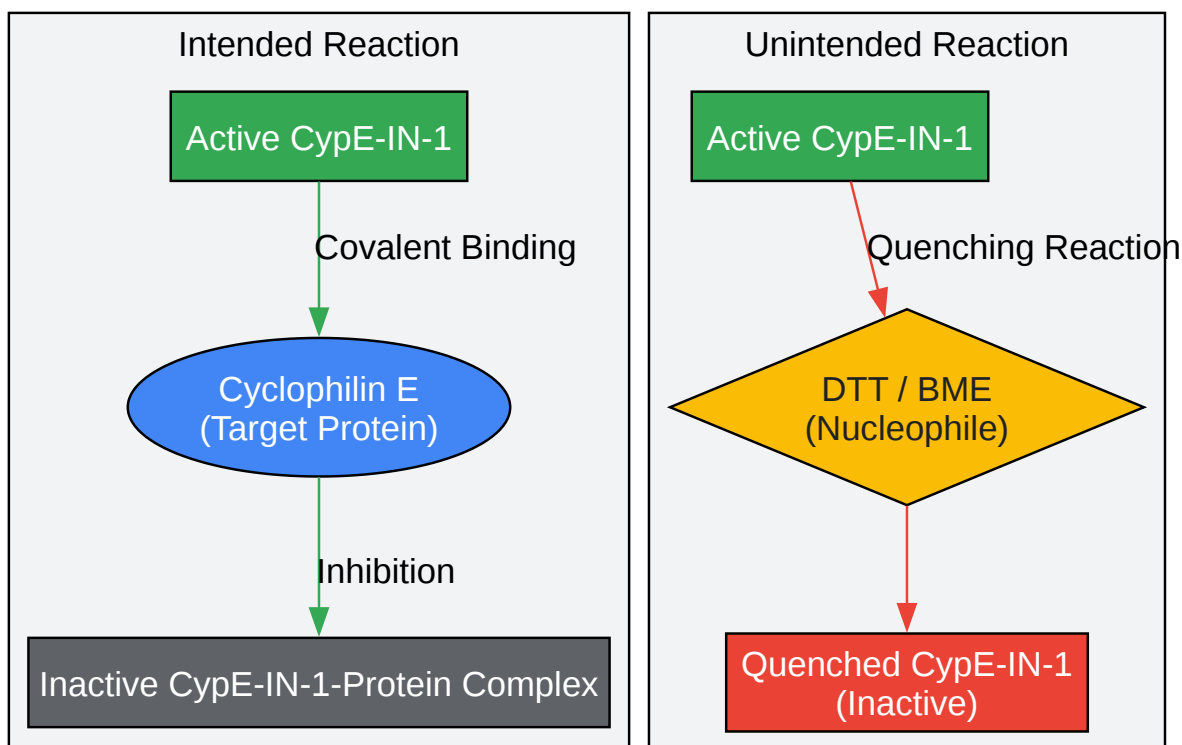 Intended Reaction
Active CypE-IN-1
Covalent Binding
Cyclophilin E
(Target Protein)
Inhibition
Inactive CypE-IN-1-Protein Complex
Unintended Reaction
Active CypE-IN-1
Quenching Reaction
DTT / BME
(Nucleophile)
Quenched CypE-IN-1
(Inactive)